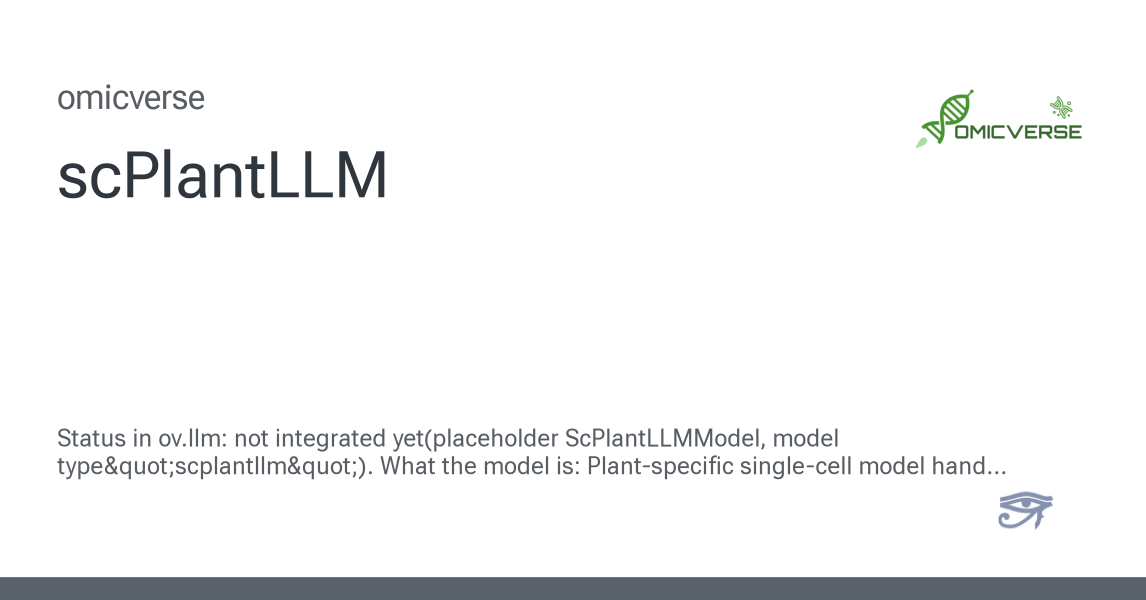 omicverse
OMICVERSE
scPlantLLM
Status in ov.llm: not integrated yet(placeholder ScPlantLLMModel, model
type&quot;scplantllm&quot;). What the model is: Plant-specific single-cell model hand...